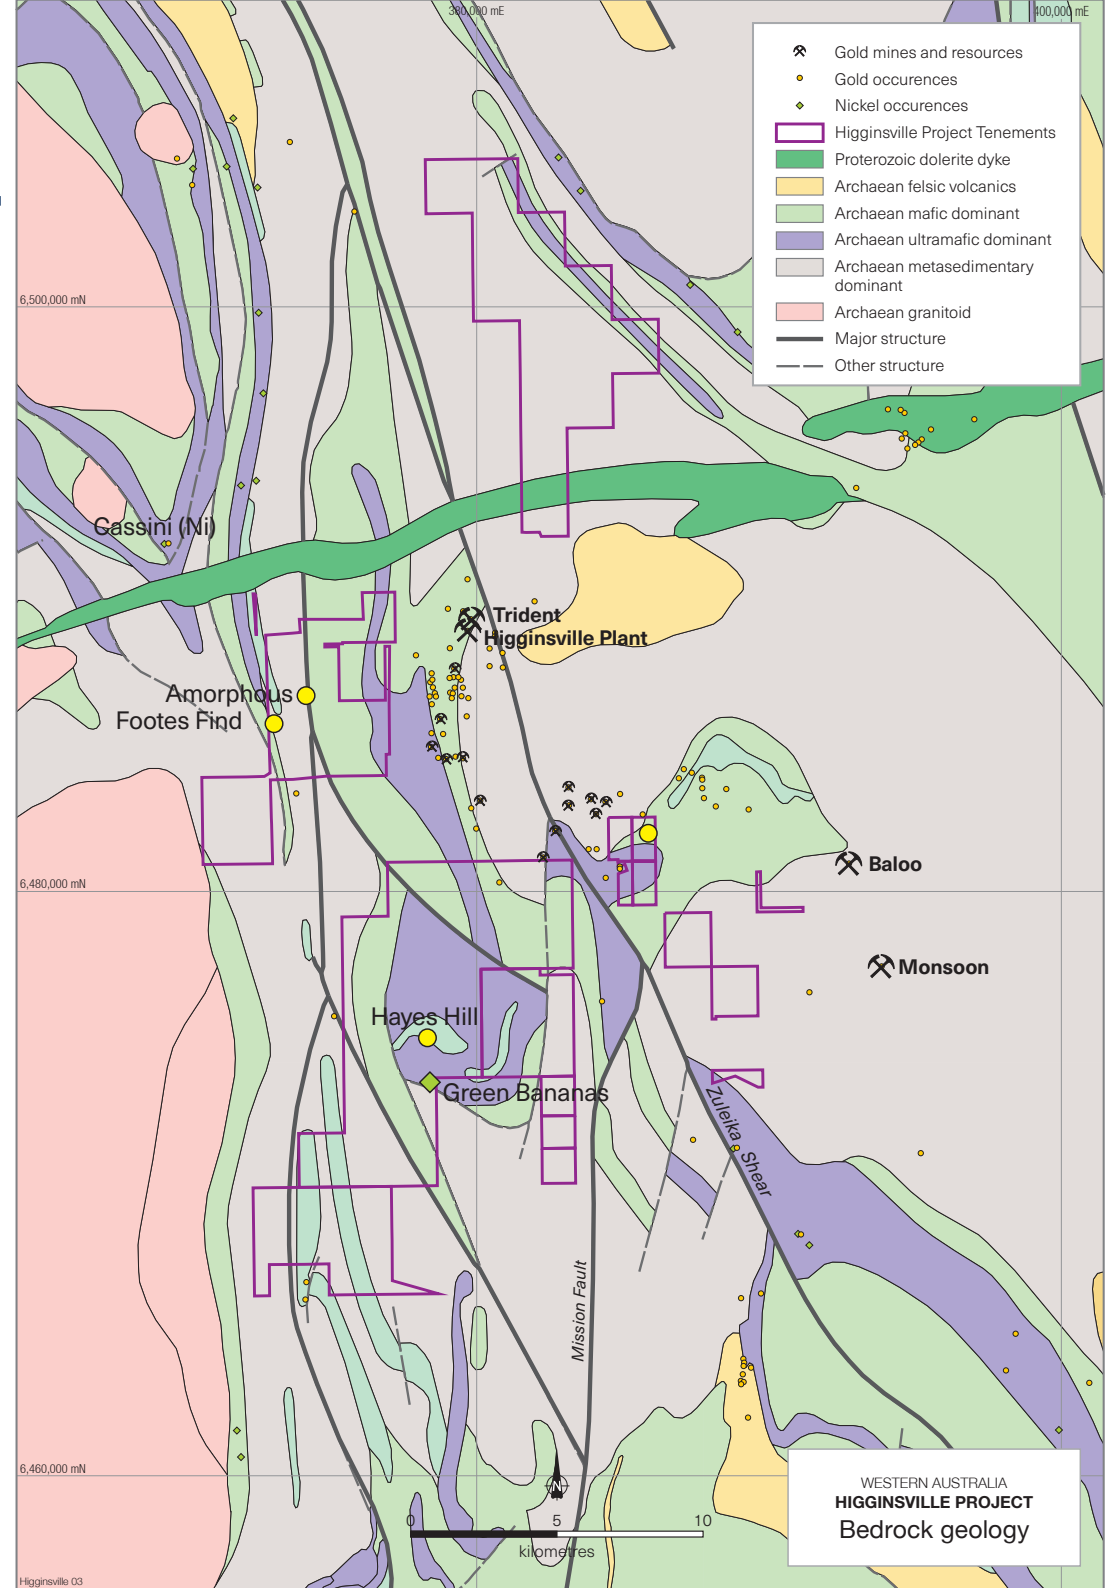 380,000 mE
400,000 mE
Gold mines and resources
Gold occurences
Nickel occurences
Higginsville Project Tenements
Proterozoic dolerite dyke
Archaean felsic volcanics
Archaean mafic dominant
Archaean ultramafic dominant
Archaean metasedimentary
dominant
Archaean granitoid
Major structure
Other structure
6,500,000 mN
Cassini (Ni)
Trident
Higginsville Plant
Amorphous
Footes Find
Baloo
6,480,000 mN
Monsoon
Hayes Hill
Green Bananas
Zuleika Shear
Mission Fault
6,460,000 mN
N
0 5 10
kilometres
WESTERN AUSTRALIA
HIGGINSVILLE PROJECT
Bedrock geology
Higginsville 03